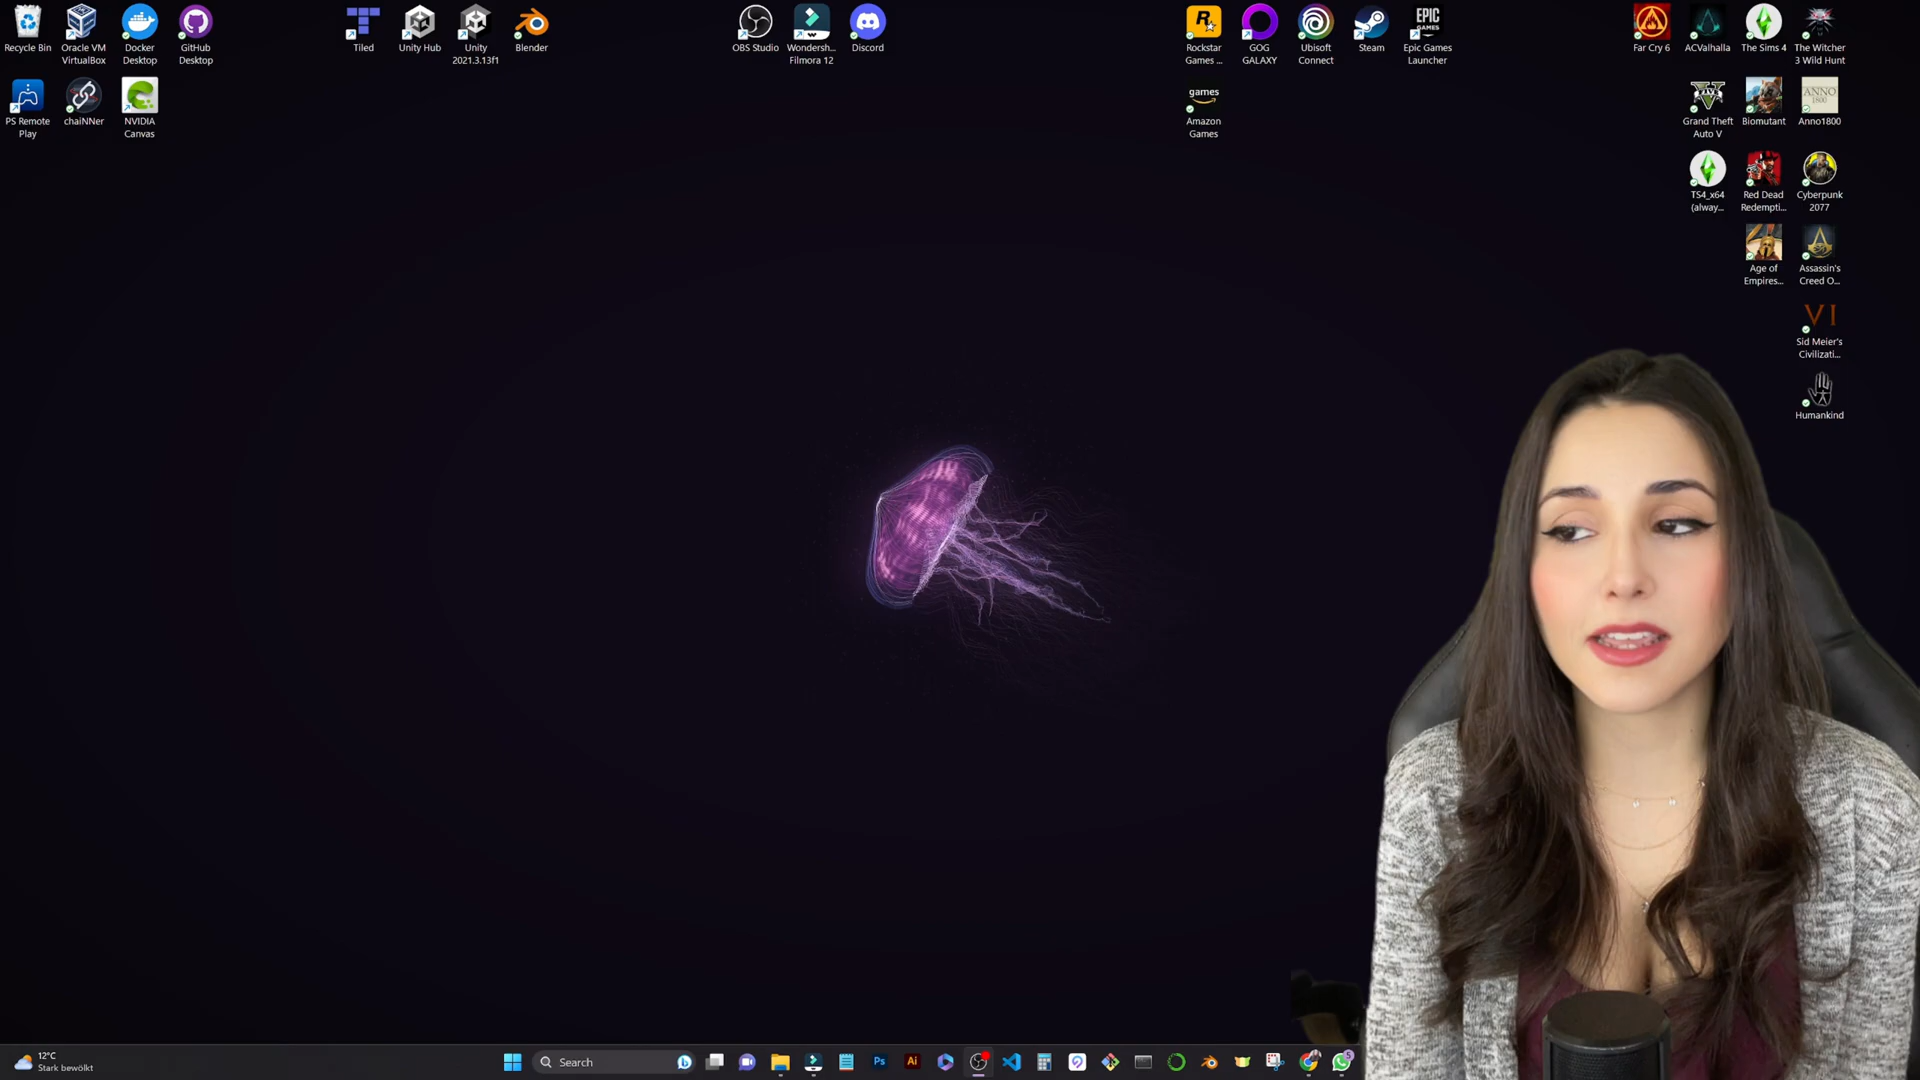 Recycle Bin
Oracle VM
VirtualBox
Docker
Desktop
GitHub
Desktop
Tiled
Unity Hub
Unity
2021.3.13f1
Blender
OBS Studio
Wondersh...
Filmora 12
Discord
Rockstar
Games ...
GOG
GALAXY
Ubisoft
Connect
Steam
EPIC
GAMES
Epic Games
Launcher
Far Cry 6
ACValhalla
The Sims 4
The Witcher
3 Wild Hunt
PS Remote
Play
chaiNNer
NVIDIA
Canvas
games
Amazon
Games
Grand Theft
Auto V
Biomutant
ANNO
1800
Anno1800
TS4_x64
(alway...
Red Dead
Redempti...
Cyberpunk
2077
Age of
Empires...
Assassin's
Creed O...
VI
Sid Meier's
Civilizati...
Humankind
12°C
Stark bewölkt
Search
Ps
Ai
5